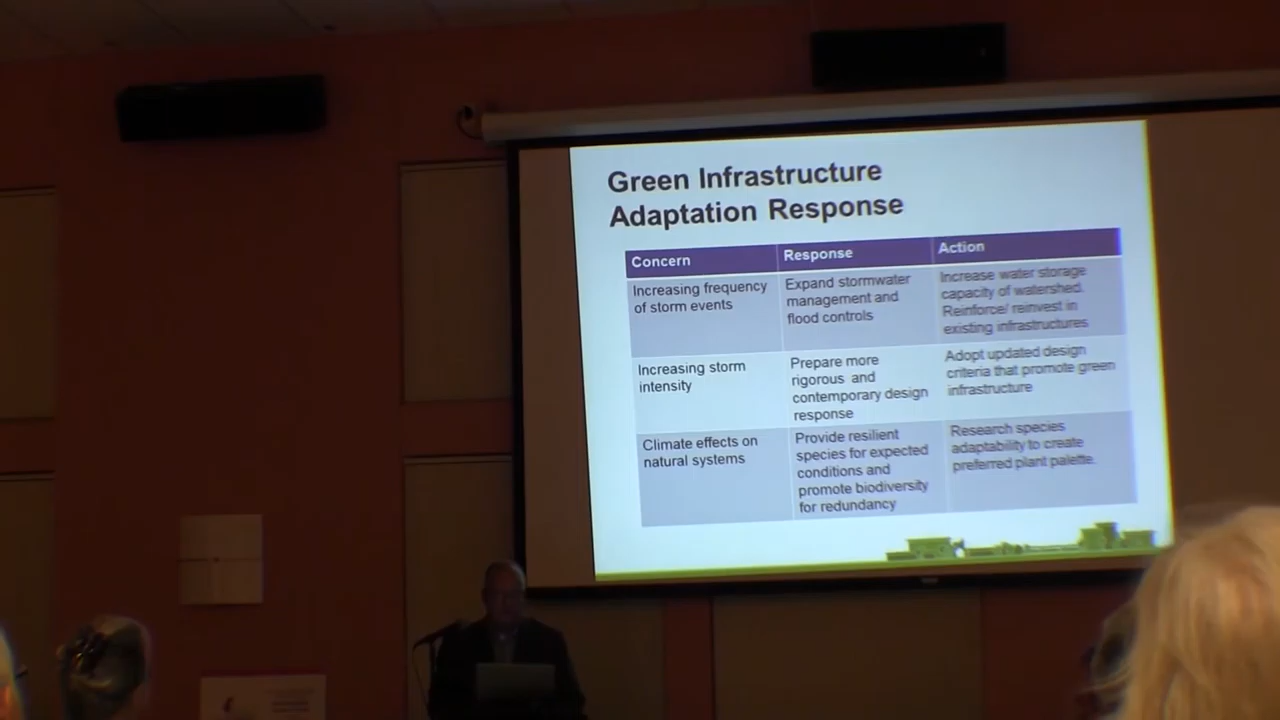 Green Infrastructure
Adaptation Response
Concern
Response
Action
Increasing frequency
of storm events
Expand stormwater
management and
flood controls
Increase water storage
capacity of watershed.
Reinforce/ reinvest in
existing infrastructures
Increasing storm
intensity
Prepare more
rigorous and
contemporary design
response
Adopt updated design
criteria that promote green
infrastructure
Climate effects on
natural systems
Provide resilient
species for expected
conditions and
promote biodiversity
for redundancy
Research species
adaptability to create
preferred plant palette.